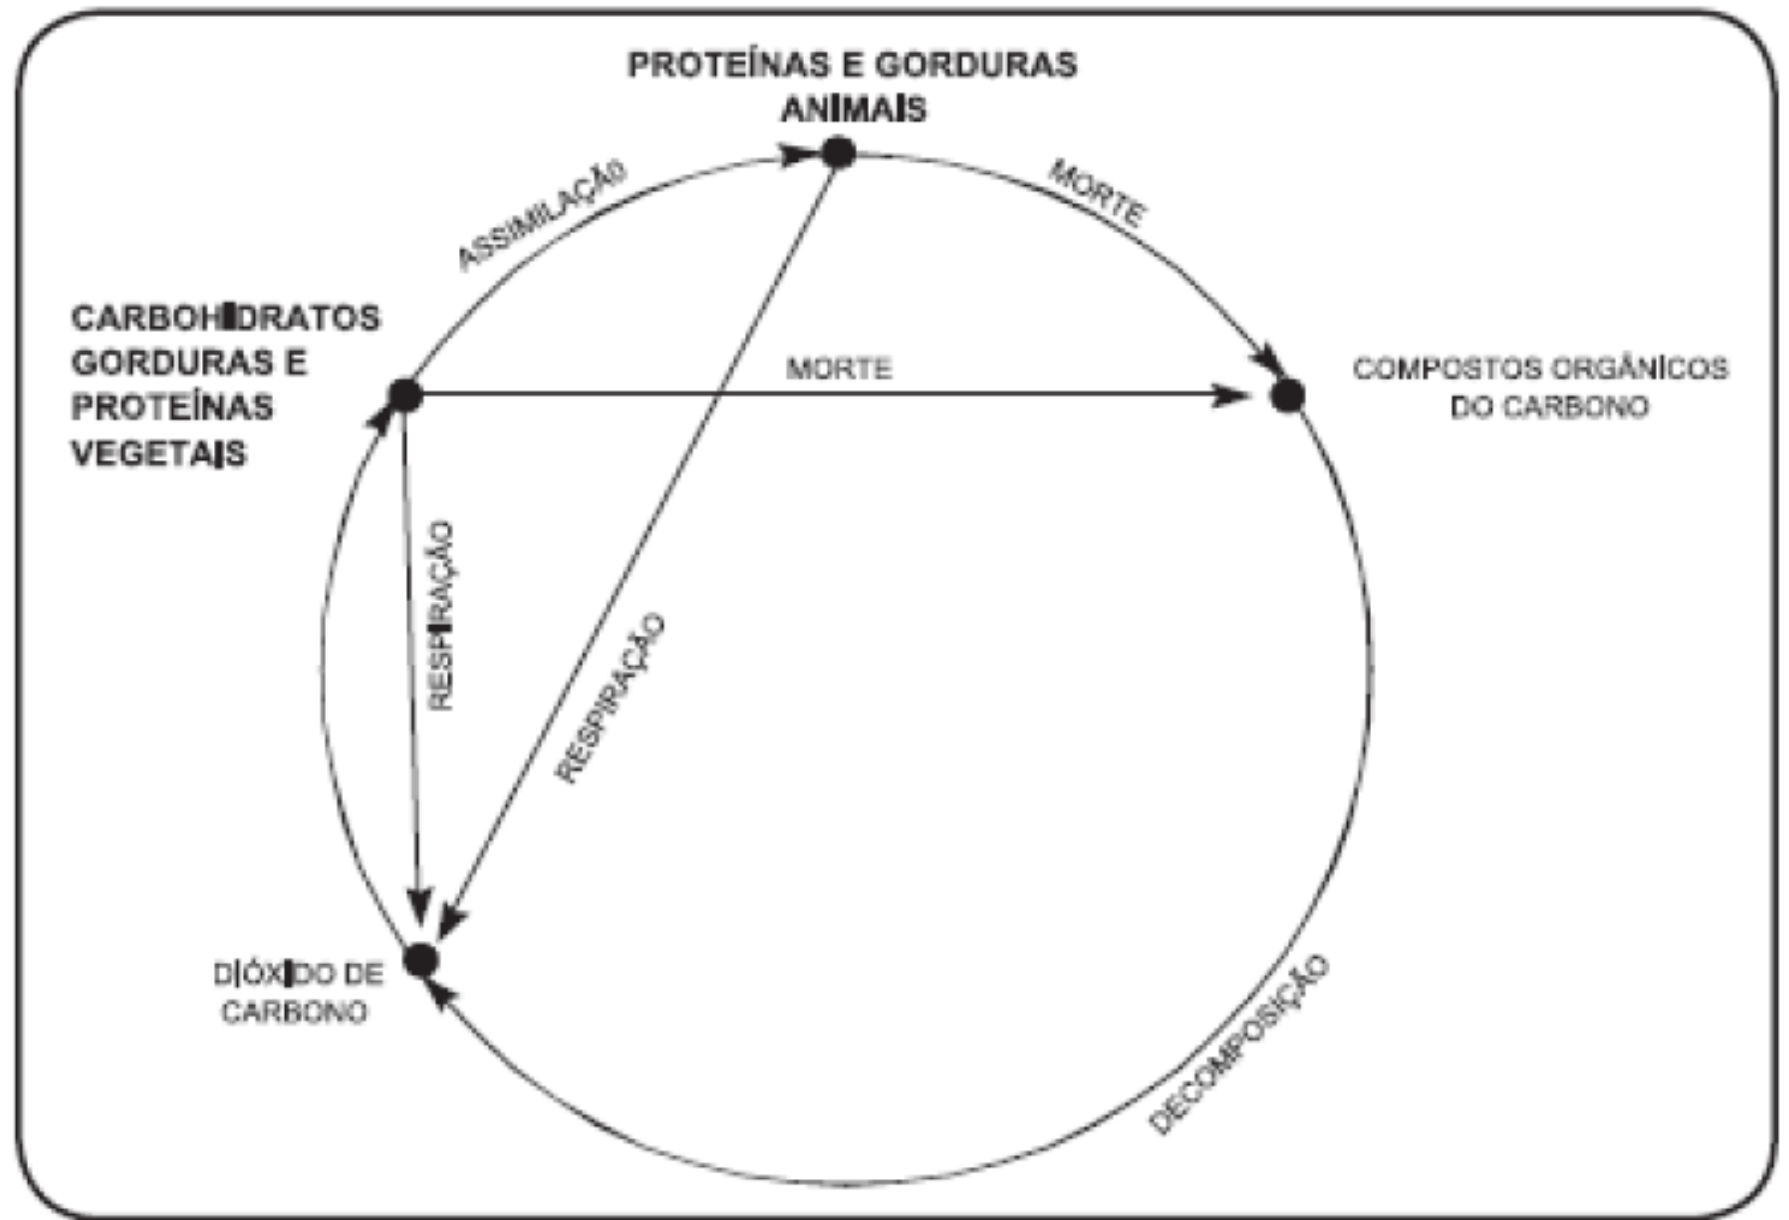 PROTEÍNAS E GORDURAS
ANIMAIS
ASSIMILAÇÃO
MORTE
CARBOHIDRATOS
GORDURAS E
PROTEÍNAS
VEGETAIS
MORTE
COMPOSTOS ORGÂNICOS
DO CARBONO
RESPIRAÇÃO
RESPIRAÇÃO
DIÓXIDO DE
CARBONO
DECOMPOSIÇÃO